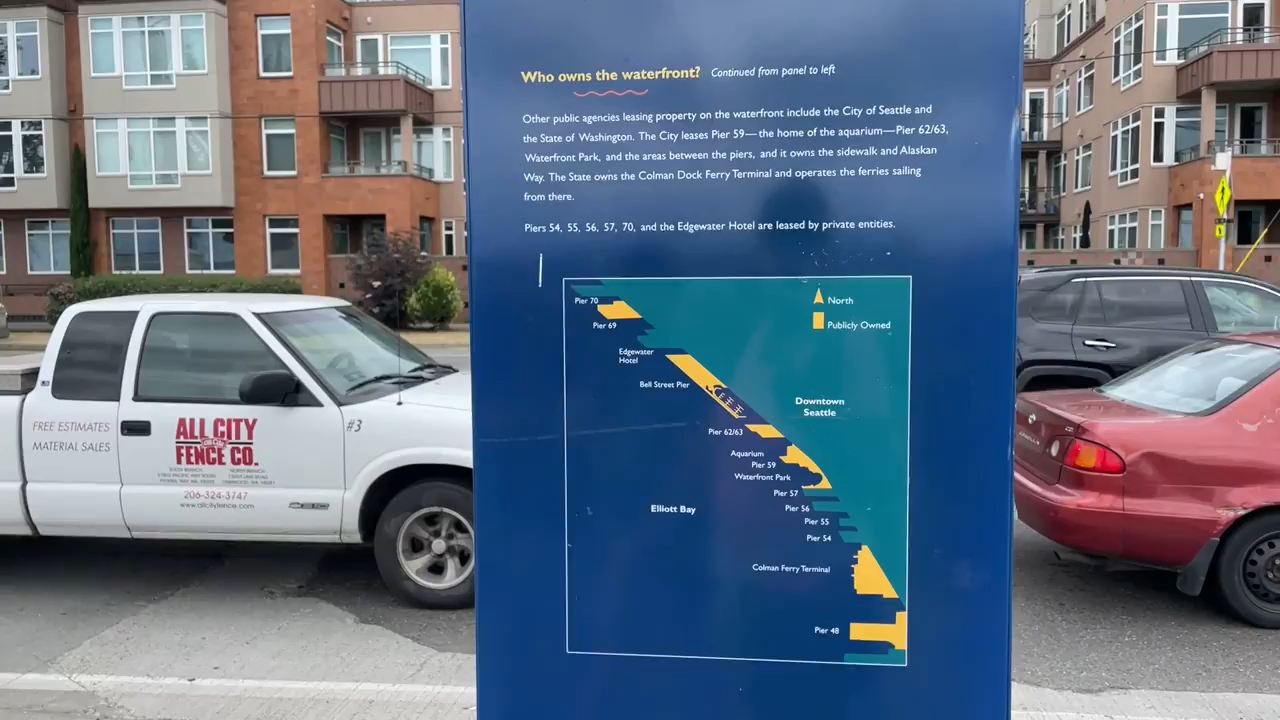 Who owns the waterfront? Continued from panel to left
Other public agencies leasing property on the waterfront include the City of Seattle and
the State of Washington. The City leases Pier 59—the home of the aquarium—Pier 62/63,
Waterfront Park, and the areas between the piers, and it owns the sidewalk and Alaskan
Way. The State owns the Colman Dock Ferry Terminal and operates the ferries sailing
from there.
Piers 54, 55, 56, 57, 70, and the Edgewater Hotel are leased by private entities.
Pier 70
North
Pier 69
Publicly Owned
Edgewater
Hotel
Bell Street Pier
Downtown
Seattle
Pier 62/63
Aquarium
Pier 59
Waterfront Park
Pier 57
Pier 56
Elliott Bay
Pier 55
Pier 54
Colman Ferry Terminal
Pier 48
FREE ESTIMATES
MATERIAL SALES
ALL CITY
FENCE CO.
SOUTH BRANCH
NORTH BRANCH
206-324-3747
www.allcityfence.com
#3